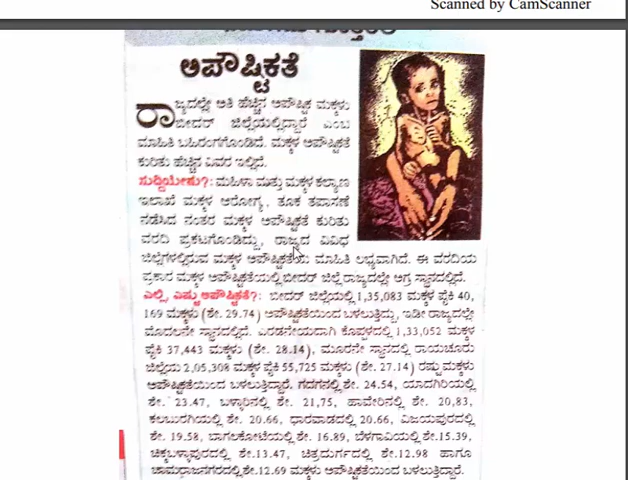 Scanned by CamScanner
ಅಪೌಷ್ಟಿಕತೆ
ರಾಜ್ಯದಲ್ಲೇ ಅತಿ ಹೆಚ್ಚಿನ ಅಪೌಷ್ಟಿಕ ಮಕ್ಕಳು
ಬೀದರ್ ಜಿಲ್ಲೆಯಲ್ಲಿದ್ದಾರೆ ಎಂಬ
ಮಾಹಿತಿ ಬಹಿರಂಗಗೊಂಡಿದೆ. ಮಕ್ಕಳ ಅಪೌಷ್ಟಿಕತೆ
ಕುರಿತು ಹೆಚ್ಚಿನ ವಿವರ ಇಲ್ಲಿದೆ.
ಸುದ್ದಿಯೇನು?: ಮಹಿಳಾ ಮತ್ತು ಮಕ್ಕಳ ಕಲ್ಯಾಣ
ಇಲಾಖೆ ಮಕ್ಕಳ ಆರೋಗ್ಯ, ತೂಕ ತಪಾಸಣೆ
ನಡೆಸಿದ ನಂತರ ಮಕ್ಕಳ ಅಪೌಷ್ಟಿಕತೆ ಕುರಿತು
ವರದಿ ಪ್ರಕಟಗೊಂಡಿದ್ದು, ರಾಜ್ಯದ ವಿವಿಧ
ಜಿಲ್ಲೆಗಳಲ್ಲಿರುವ ಮಕ್ಕಳ ಅಪೌಷ್ಟಿಕತೆಯ ಮಾಹಿತಿ ಲಭ್ಯವಾಗಿದೆ. ಈ ವರದಿಯ
ಪ್ರಕಾರ ಮಕ್ಕಳ ಅಪೌಷ್ಟಿಕತೆಯಲ್ಲಿ ಬೀದರ್ ಜಿಲ್ಲೆ ರಾಜ್ಯದಲ್ಲೇ ಅಗ್ರ ಸ್ಥಾನದಲ್ಲಿದೆ.
ಎಲ್ಲಿ, ಎಷ್ಟು ಅಪೌಷ್ಟಿಕತೆ?: ಬೀದರ್ ಜಿಲ್ಲೆಯಲ್ಲಿ 1,35,083 ಮಕ್ಕಳ ಪೈಕಿ 40,
169 ಮಕ್ಕಳು (ಶೇ. 29.74) ಅಪೌಷ್ಟಿಕತೆಯಿಂದ ಬಳಲುತ್ತಿದ್ದು, ಇಡೀ ರಾಜ್ಯದಲ್ಲೇ
ಮೊದಲನೇ ಸ್ಥಾನದಲ್ಲಿದೆ. ಎರಡನೇಯದಾಗಿ ಕೊಪ್ಪಳದಲ್ಲಿ 1,33,052 ಮಕ್ಕಳ
ಪೈಕಿ 37,443 ಮಕ್ಕಳು (ಶೇ. 28.14), ಮೂರನೇ ಸ್ಥಾನದಲ್ಲಿ ರಾಯಚೂರು
ಜಿಲ್ಲೆಯ 2,05,308 ಮಕ್ಕಳ ಪೈಕಿ 55,725 ಮಕ್ಕಳು (ಶೇ. 27.14) ರಷ್ಟು ಮಕ್ಕಳು
ಅಪೌಷ್ಟಿಕತೆಯಿಂದ ಬಳಲುತ್ತಿದ್ದಾರೆ. ಗದಗನಲ್ಲಿ ಶೇ. 24.54, ಯಾದಗಿರಿಯಲ್ಲಿ
ಶೇ. 23.47, ಬಳ್ಳಾರಿನಲ್ಲಿ ಶೇ. 21,75, ಹಾವೇರಿನಲ್ಲಿ ಶೇ. 20,83,
ಕಲಬುರಗಿಯಲ್ಲಿ ಶೇ. 20.66, ಧಾರವಾಡದಲ್ಲಿ 20.66, ವಿಜಯಪುರದಲ್ಲಿ
ಶೇ. 19.58, ಬಾಗಲಕೋಟೆಯಲ್ಲಿ ಶೇ. 16.89, ಬೆಳಗಾವಿಯಲ್ಲಿ ಶೇ.15.39,
ಚಿಕ್ಕಬಳ್ಳಾಪುರದಲ್ಲಿ ಶೇ.13.47, ಚಿತ್ರದುರ್ಗದಲ್ಲಿ ಶೇ.12.98 ಹಾಗೂ
ಚಾಮರಾಜನಗರದಲ್ಲಿ ಶೇ.12.69 ಮಕ್ಕಳು ಅಪೌಷ್ಟಿಕತೆಯಿಂದ ಬಳಲುತ್ತಿದ್ದಾರೆ.